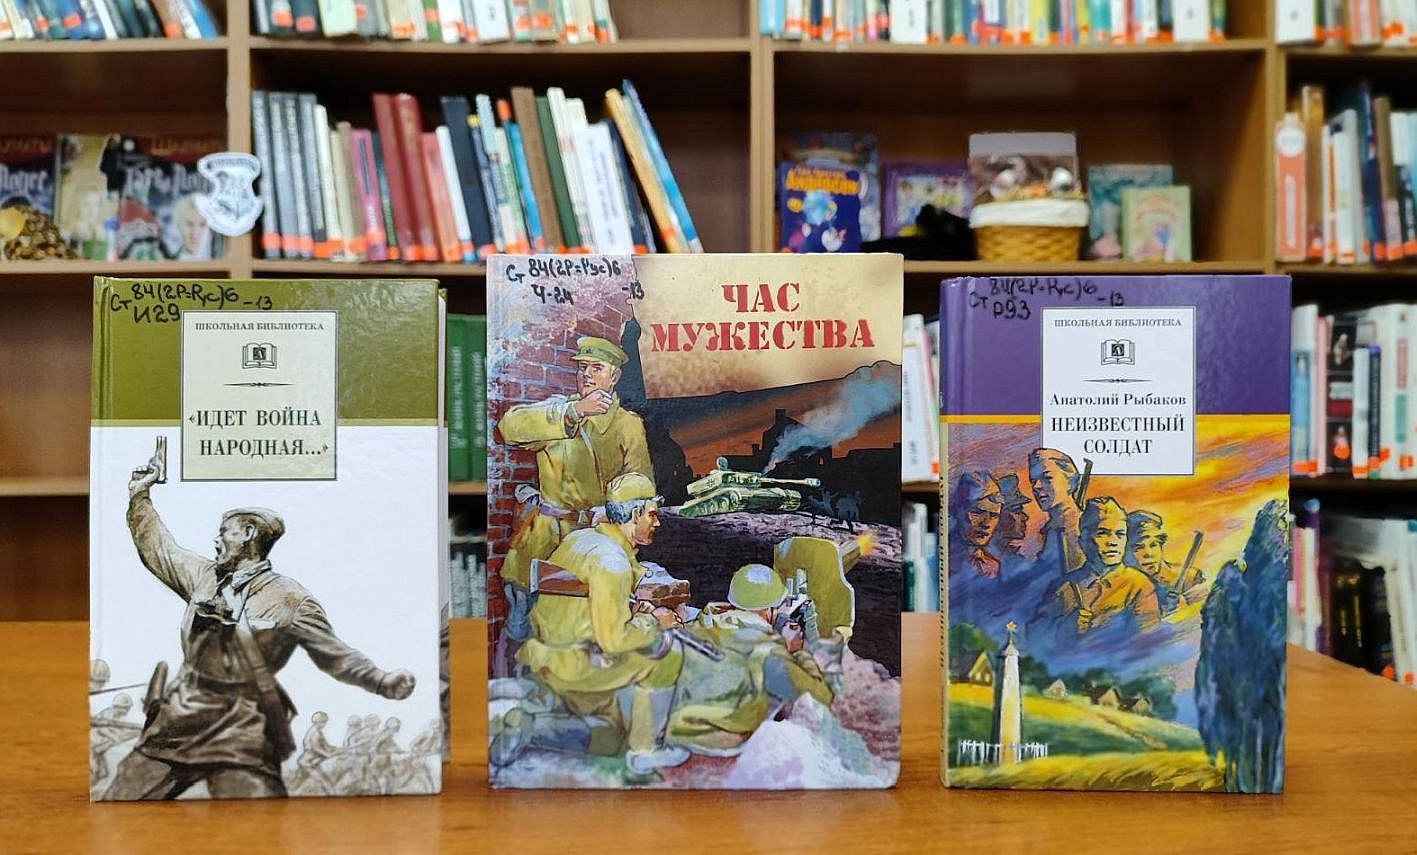 Ст 84(2Р=Рус)6
И29 -13
ШКОЛЬНАЯ БИБЛИОТЕКА
«ИДЕТ ВОЙНА
НАРОДНАЯ...»
Ст 84(2Р=Рус)6
Ч-24 -13
ЧАС
МУЖЕСТВА
Ст 84(2Р=Рус)6
Р93 -13
ШКОЛЬНАЯ БИБЛИОТЕКА
Анатолий Рыбаков
НЕИЗВЕСТНЫЙ
СОЛДАТ